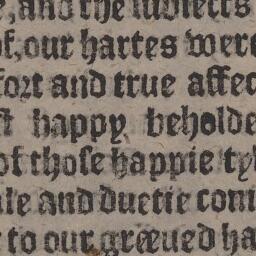 , and the subiects
of, our hartes were
fort and true affec
st happy beholde
of those happie ty
le and duetie con
to our greeued ha